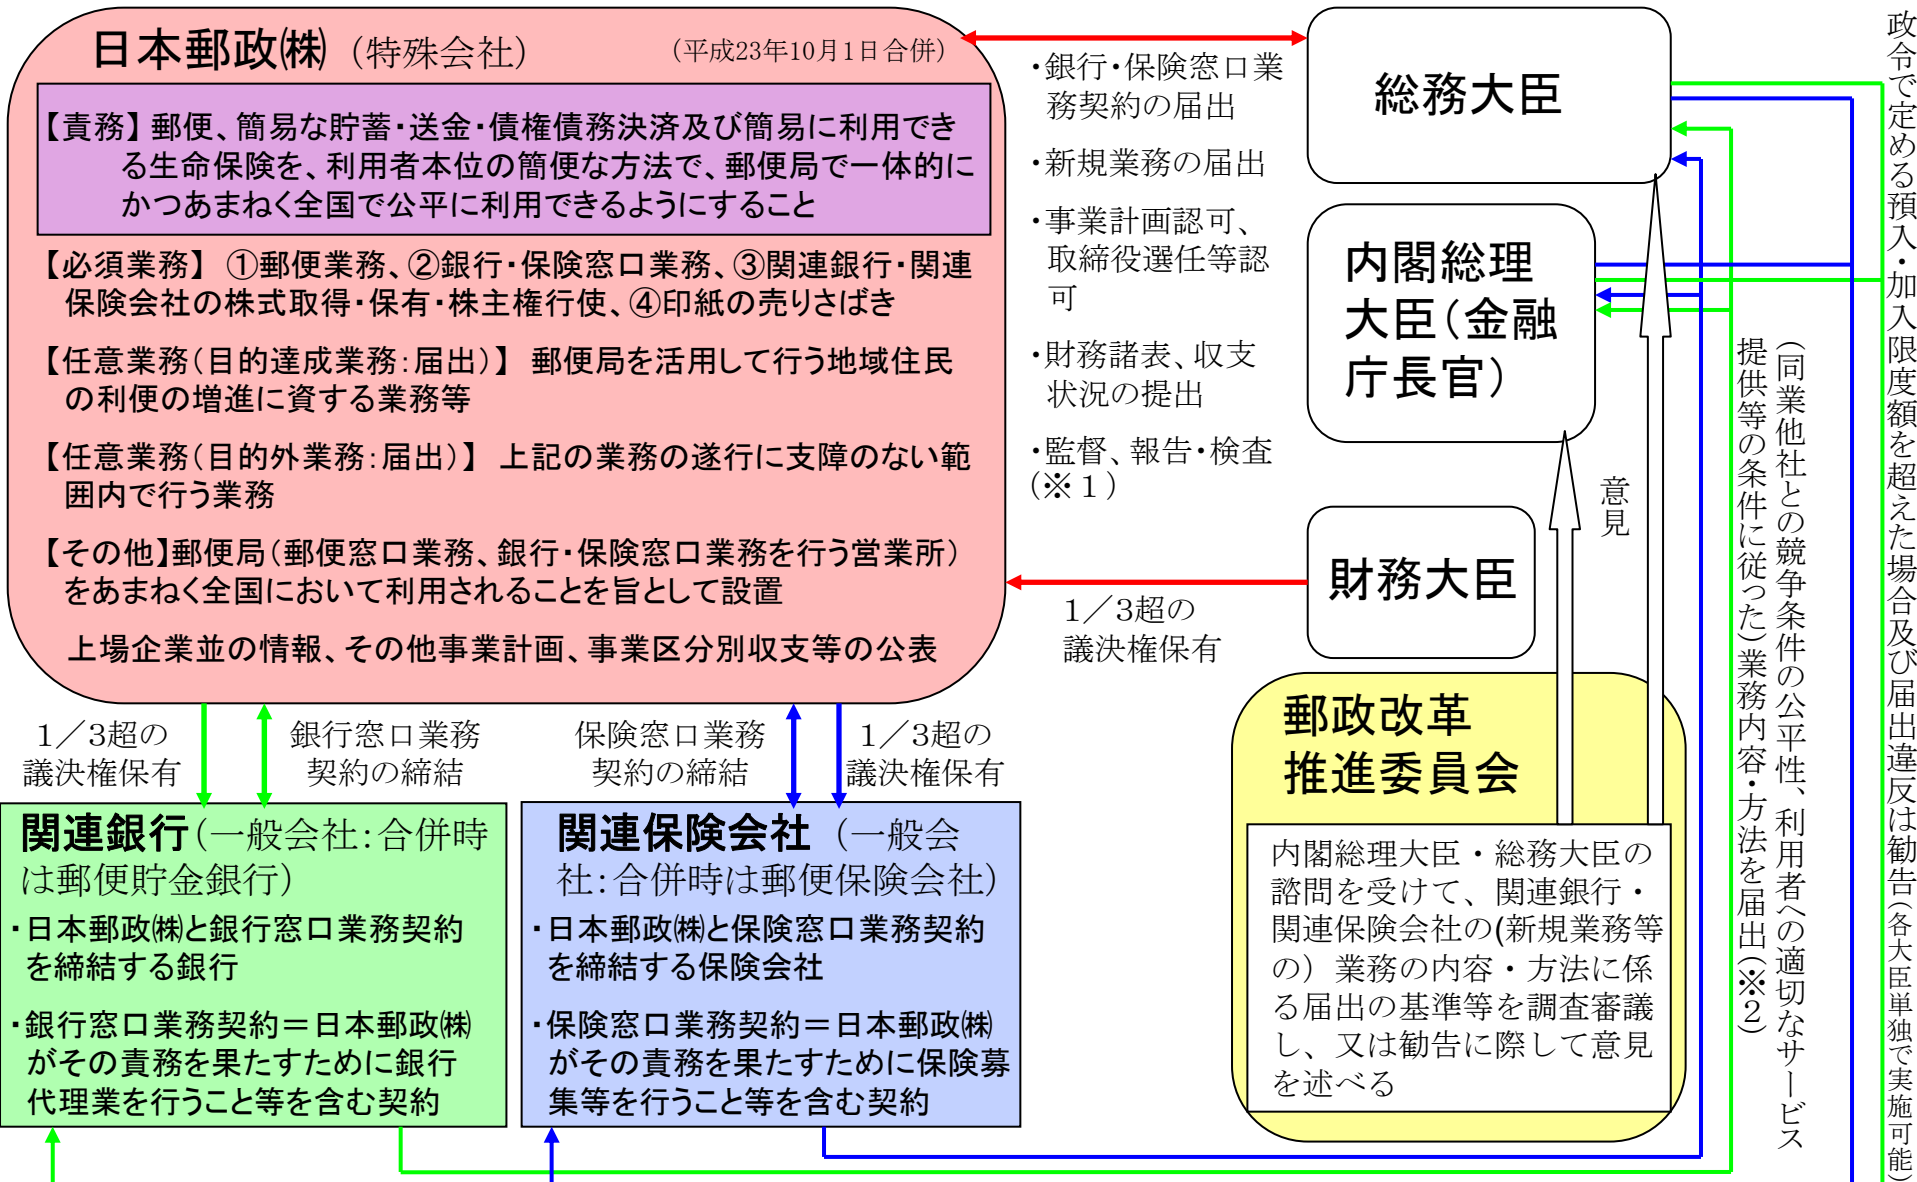 日本郵政㈱（特殊会社）
（平成23年10月1日合併）
【責務】郵便、簡易な貯蓄・送金・債権債務決済及び簡易に利用でき
る生命保険を、利用者本位の簡便な方法で、郵便局で一体的に
かつあまねく全国で公平に利用できるようにすること
【必須業務】 ①郵便業務、②銀行・保険窓口業務、③関連銀行・関連
保険会社の株式取得・保有・株主権行使、④印紙の売りさばき
【任意業務（目的達成業務：届出）】 郵便局を活用して行う地域住民
の利便の増進に資する業務等
【任意業務（目的外業務：届出）】 上記の業務の遂行に支障のない範
囲内で行う業務
【その他】郵便局（郵便窓口業務、銀行・保険窓口業務を行う営業所）
をあまねく全国において利用されることを旨として設置
上場企業並の情報、その他事業計画、事業区分別収支等の公表
・銀行・保険窓口業
務契約の届出
・新規業務の届出
・事業計画認可、
取締役選任等認
可
・財務諸表、収支
状況の提出
・監督、報告・検査
（※１）
総務大臣
内閣総理
大臣（金融
庁長官）
財務大臣
1／3超の
議決権保有
意見
郵政改革
推進委員会
内閣総理大臣・総務大臣の
諮問を受けて、関連銀行・
関連保険会社の(新規業務等
の）業務の内容・方法に係
る届出の基準等を調査審議
し、又は勧告に際して意見
を述べる
1／3超の
議決権保有
銀行窓口業務
契約の締結
保険窓口業務
契約の締結
1／3超の
議決権保有
関連銀行（一般会社：合併時
は郵便貯金銀行）
・日本郵政㈱と銀行窓口業務契約
を締結する銀行
・銀行窓口業務契約＝日本郵政㈱
がその責務を果たすために銀行
代理業を行うこと等を含む契約
関連保険会社（一般会
社：合併時は郵便保険会社）
・日本郵政㈱と保険窓口業務契約
を締結する保険会社
・保険窓口業務契約＝日本郵政㈱
がその責務を果たすために保険募
集等を行うこと等を含む契約
政令で定める預入・加入限度額を超えた場合及び届出違反は勧告（各大臣単独で実施可能）
（同業他社との競争条件の公平性、利用者への適切なサービス
提供等の条件に従った）業務内容・方法を届出（※２）